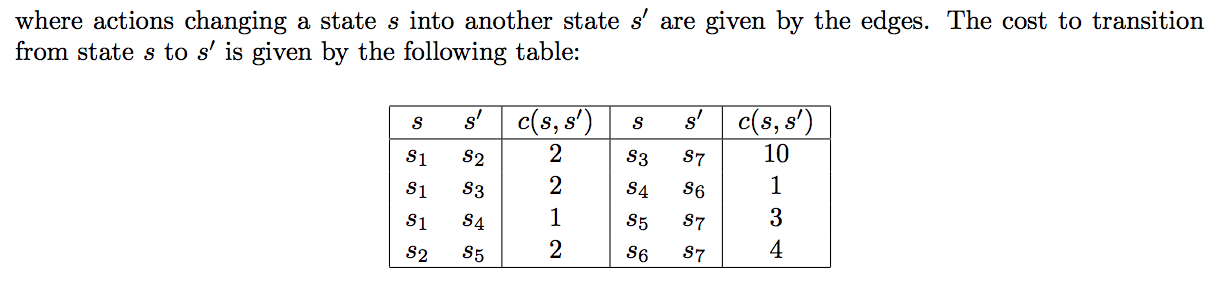 where actions changing a state s into another state s′ are given by the edges. The cost to transition
from state s to s′ is given by the following table:
s s′ c(s, s′) s s′ c(s, s′)
s₁ s₂ 2 s₃ s₇ 10
s₁ s₃ 2 s₄ s₆ 1
s₁ s₄ 1 s₅ s₇ 3
s₂ s₅ 2 s₆ s₇ 4